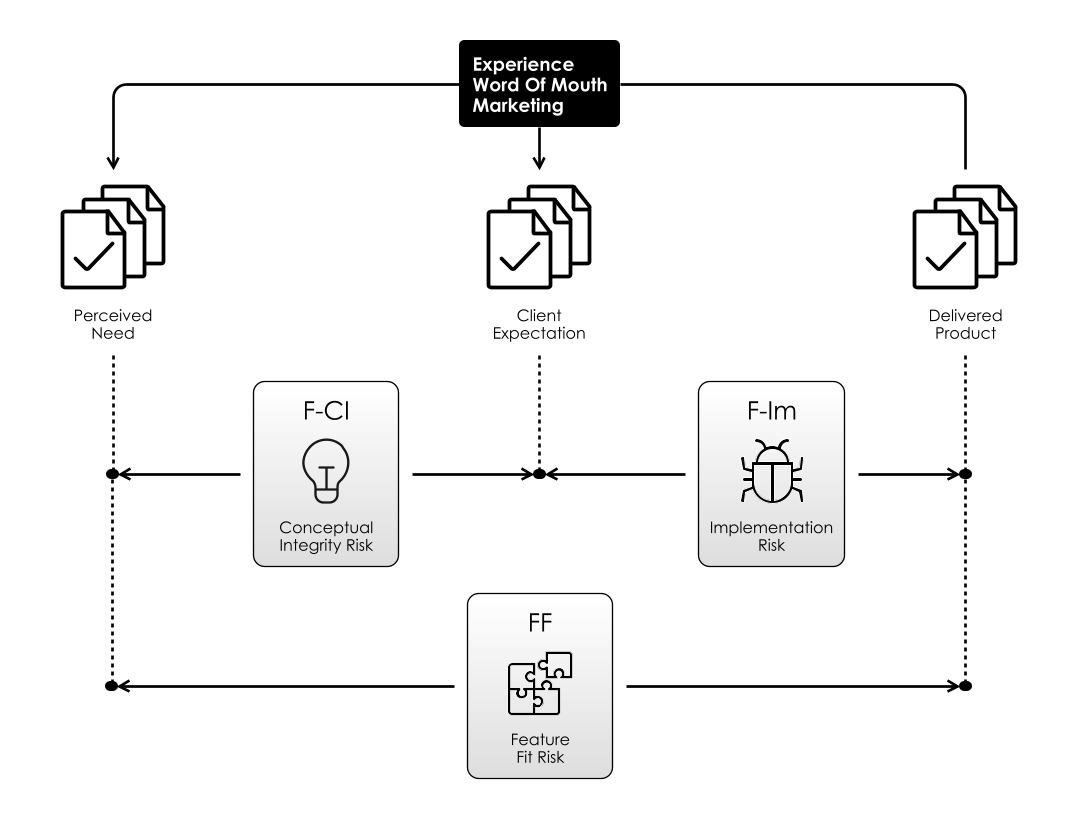 Experience
Word Of Mouth
Marketing
Perceived
Need
Client
Expectation
Delivered
Product
F-CI
Conceptual
Integrity Risk
F-Im
Implementation
Risk
FF
Feature
Fit Risk